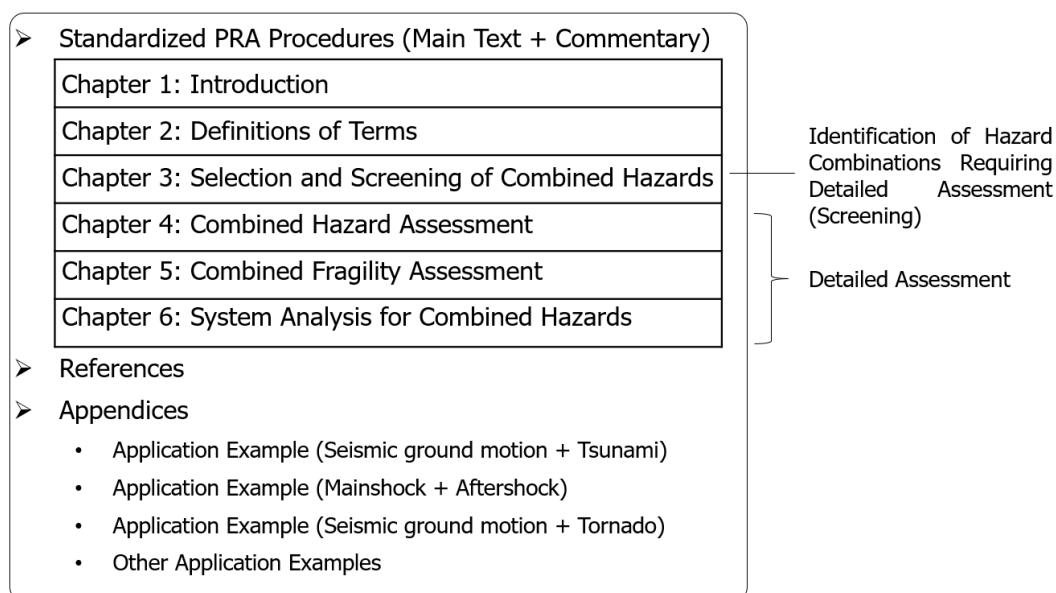 ➢ Standardized PRA Procedures (Main Text + Commentary)
Chapter 1: Introduction
Chapter 2: Definitions of Terms
Chapter 3: Selection and Screening of Combined Hazards
Chapter 4: Combined Hazard Assessment
Chapter 5: Combined Fragility Assessment
Chapter 6: System Analysis for Combined Hazards
➢ References
➢ Appendices
• Application Example (Seismic ground motion + Tsunami)
• Application Example (Mainshock + Aftershock)
• Application Example (Seismic ground motion + Tornado)
• Other Application Examples
Identification of Hazard
Combinations Requiring
Detailed Assessment
(Screening)
Detailed Assessment